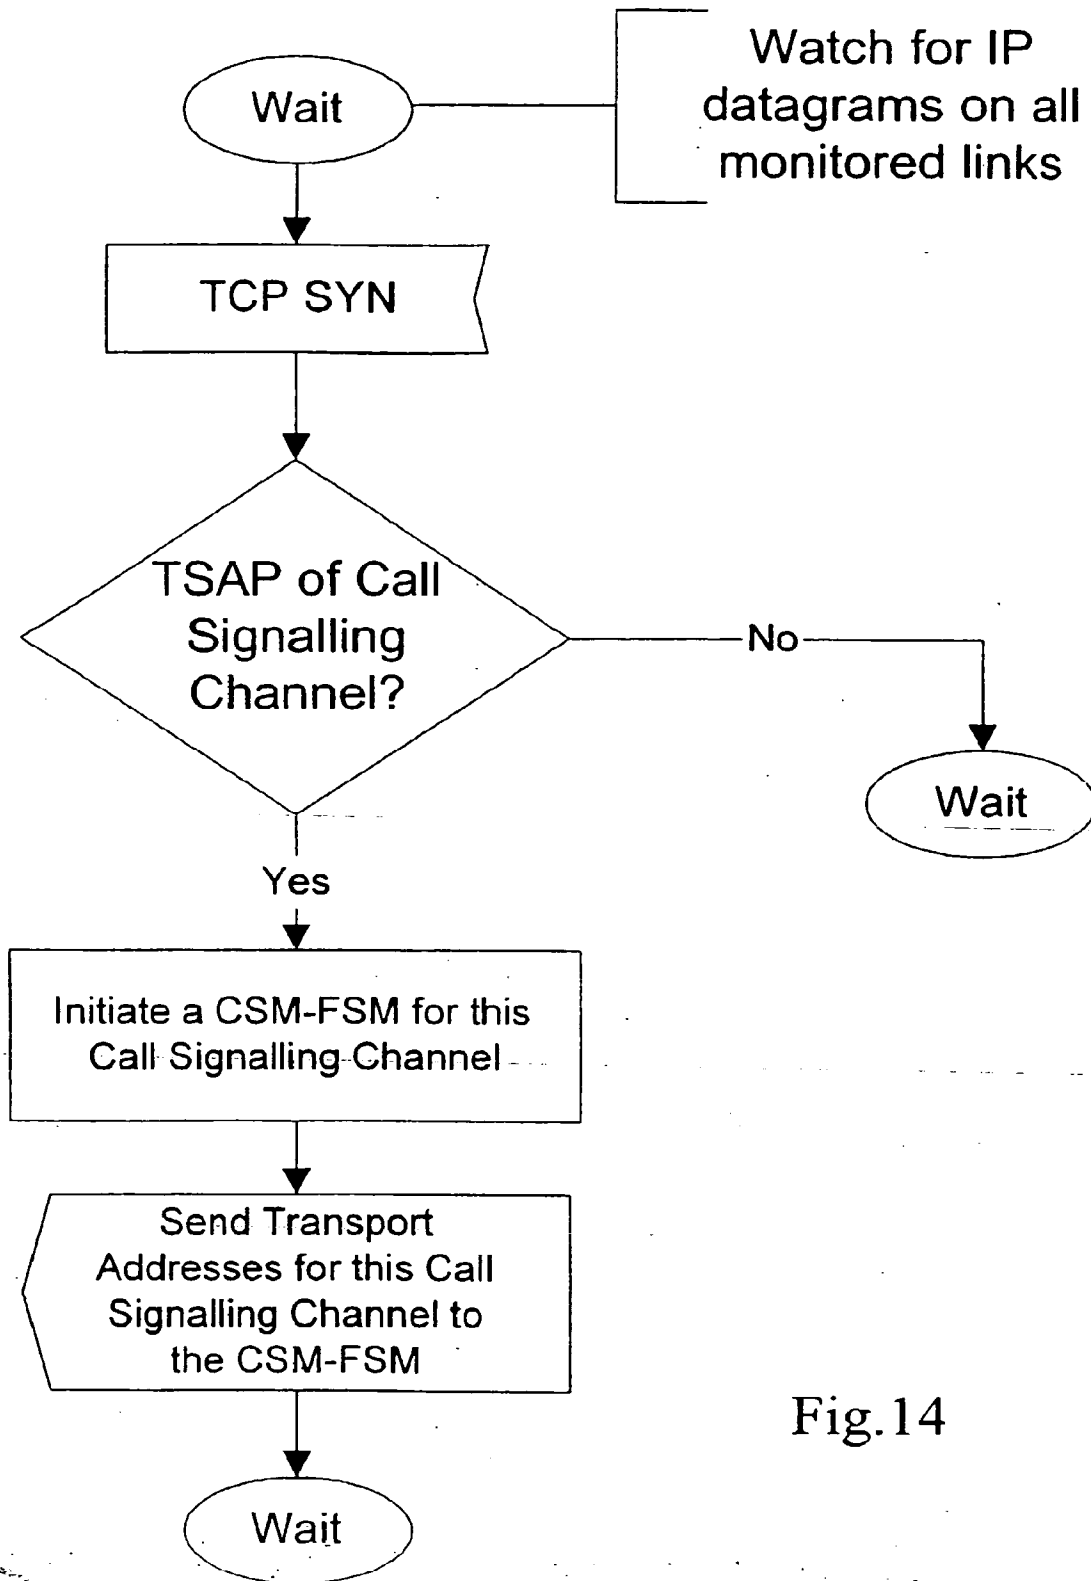 Wait
Watch for IP
datagrams on all
monitored links
TCP SYN
TSAP of Call
Signalling
Channel?
No
Wait
Yes
Initiate a CSM-FSM for this
Call Signalling Channel
Send Transport
Addresses for this Call
Signalling Channel to
the CSM-FSM
Wait
Fig.14